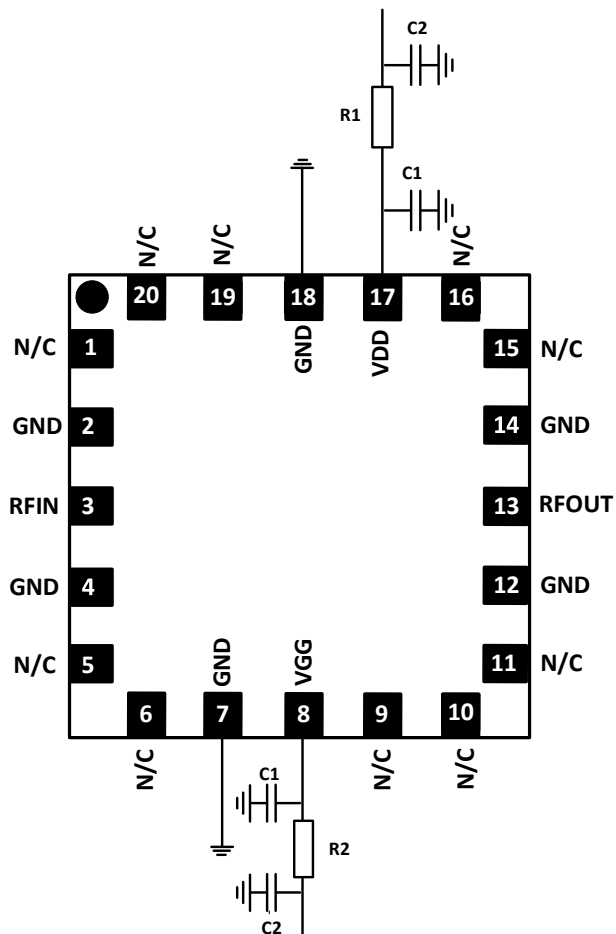 C2
R1
C1
N/C
N/C
N/C
20
19
18
17
16
GND
VDD
N/C
1
15
N/C
GND
2
14
GND
RFIN
3
13
RFOUT
GND
4
12
GND
N/C
5
11
N/C
GND
VGG
6
7
8
9
10
N/C
N/C
N/C
C1
R2
C2